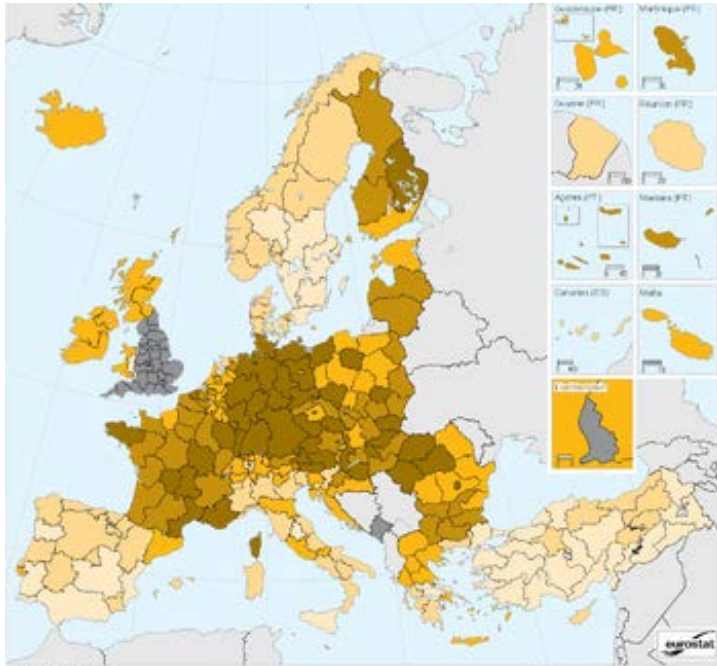 Guadeloupe (FR)
Martinique (FR)
Guyane (FR)
Réunion (FR)
Açores (PT)
Madeira (PT)
Canarias (ES)
Malta
Liechtenstein
eurostat